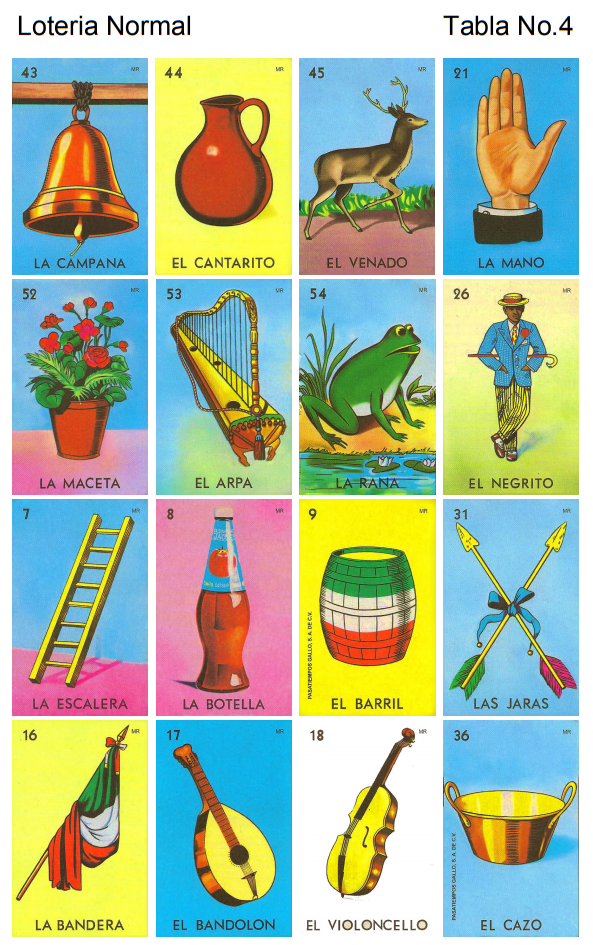 Loteria Normal
Tabla No.4
43 MR
LA CAMPANA
44 MR
EL CANTARITO
45 MR
EL VENADO
21 MR
LA MANO
52 MR
LA MACETA
53 MR
EL ARPA
54 MR
LA RANA
26 MR
EL NEGRITO
7 MR
LA ESCALERA
8 MR
LA BOTELLA
9 MR
PASATIEMPOS GALLO, S. A. DE C.V.
EL BARRIL
31 MR
LAS JARAS
16 MR
LA BANDERA
17 MR
EL BANDOLON
18 MR
EL VIOLONCELLO
36 MR
PASATIEMPOS GALLO, S. A. DE C.V.
EL CAZO